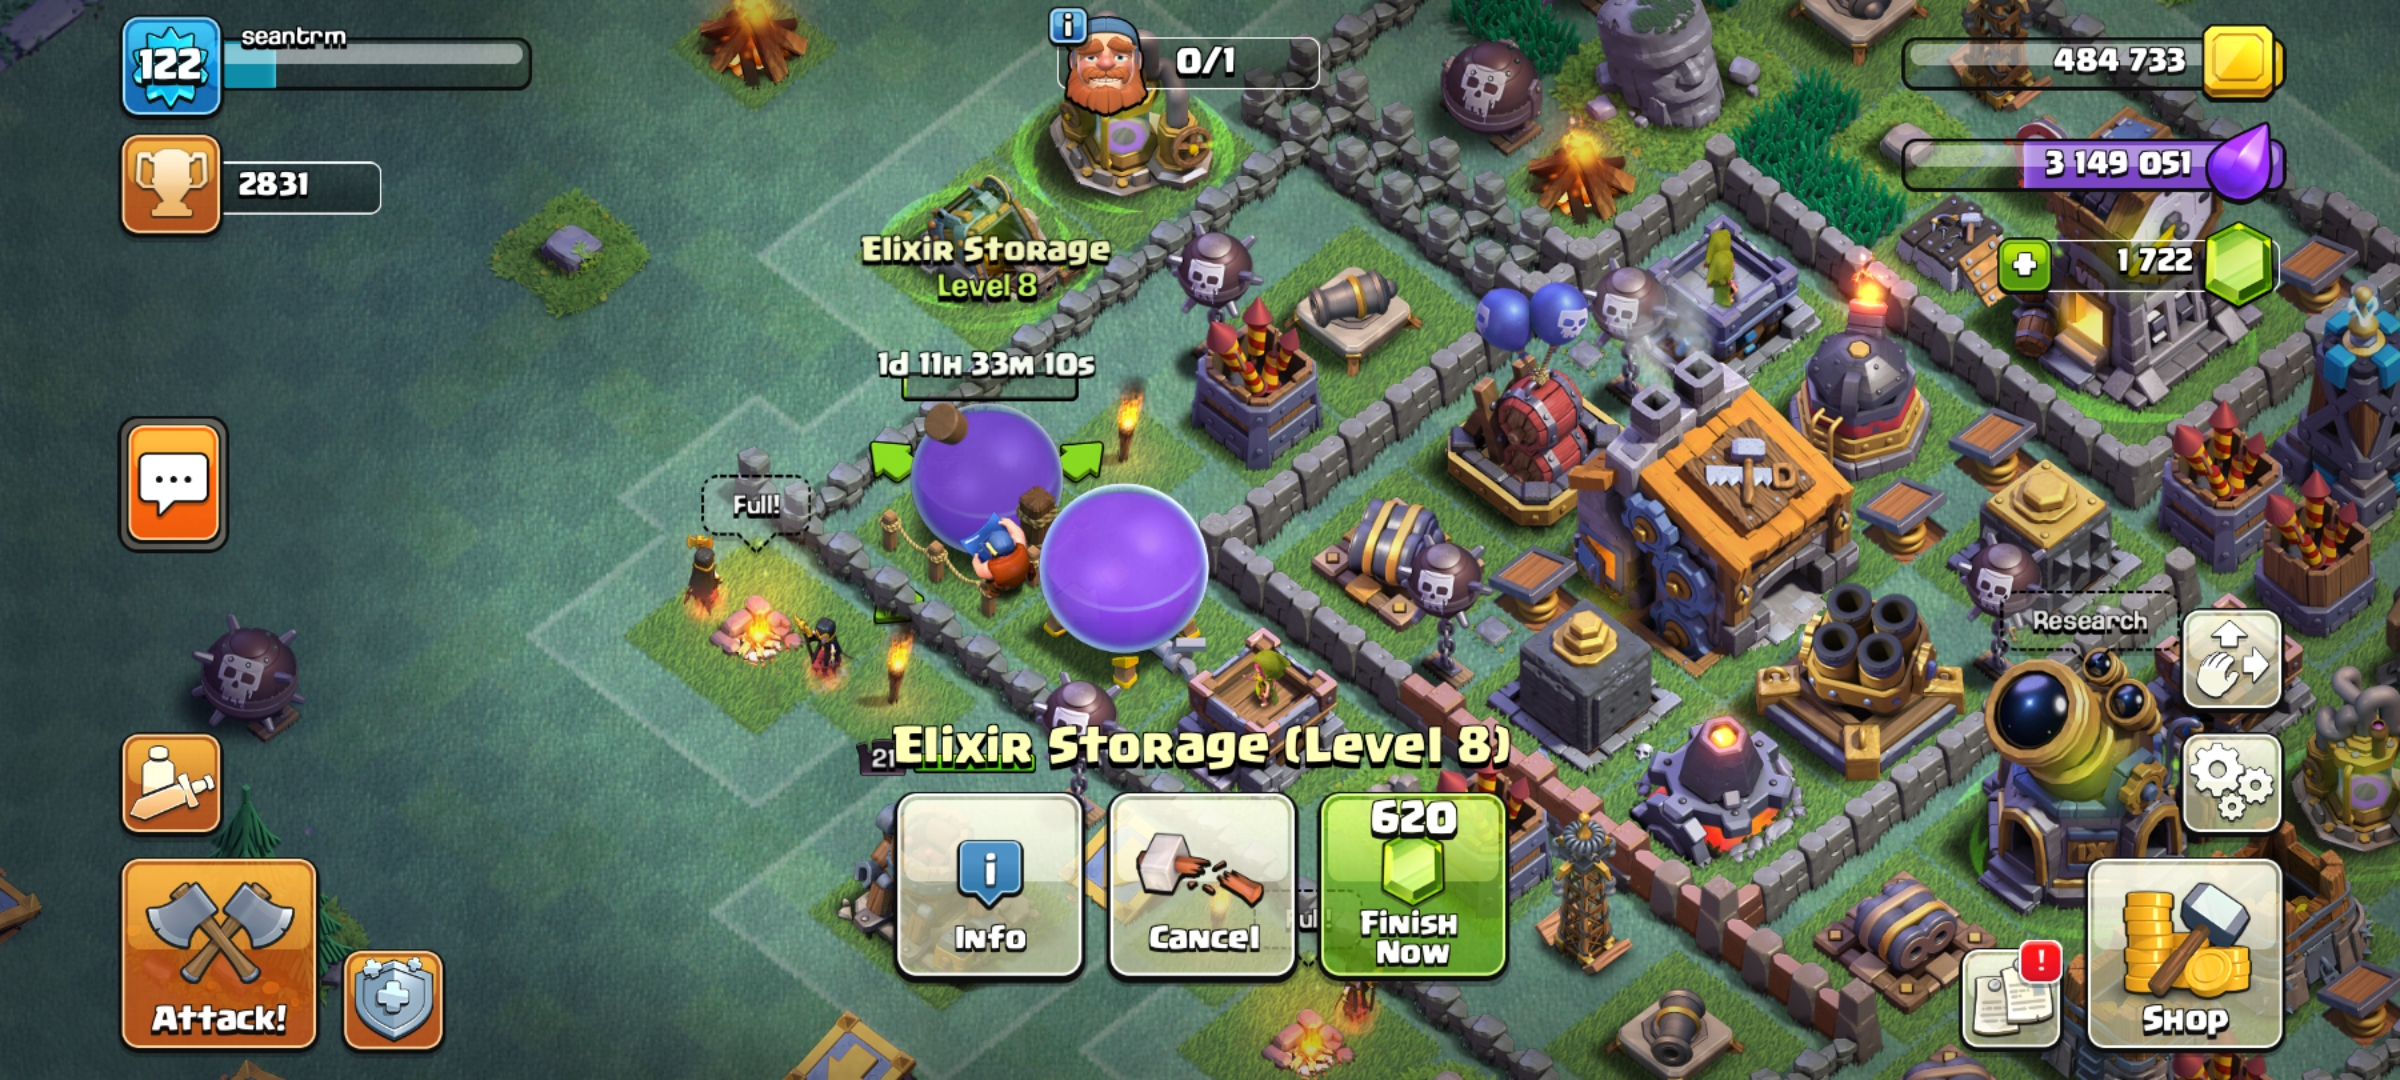 seantrm
122
0/1
484 733
3 149 051
2831
1 722
Elixir Storage
Level 8
1d 11H 33M 10s
Full!
Research
21
Elixir Storage (Level 8)
620
Info
Cancel
Finish
Now
Attack!
!
Shop